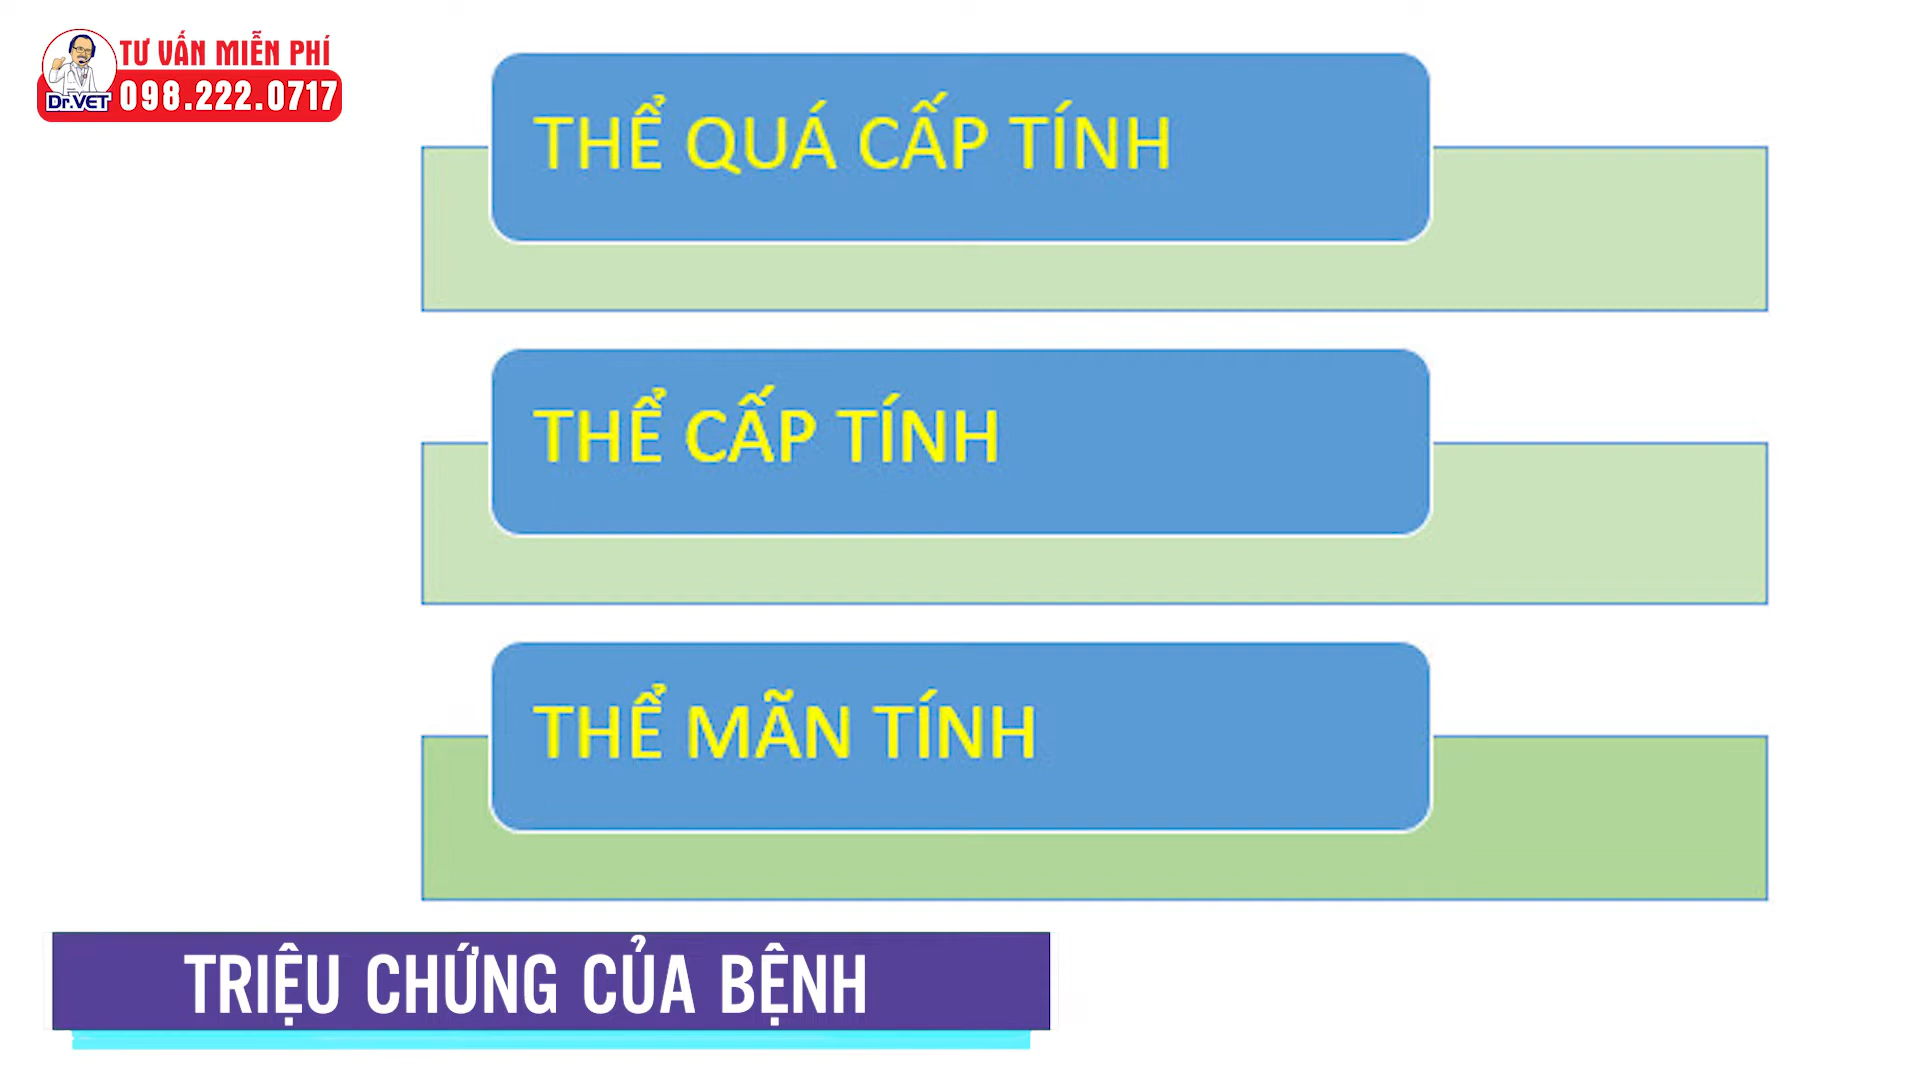 TƯ VẤN MIỄN PHÍ
Dr.VET
098.222.0717
THỂ QUÁ CẤP TÍNH
THỂ CẤP TÍNH
THỂ MÃN TÍNH
TRIỆU CHỨNG CỦA BỆNH